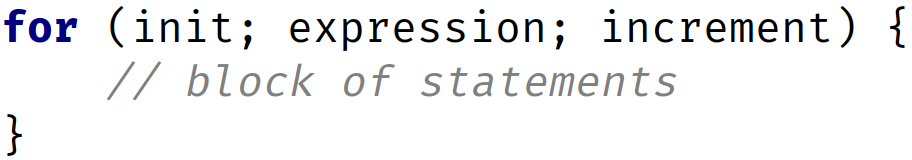 for (init; expression; increment) {
    // block of statements
}